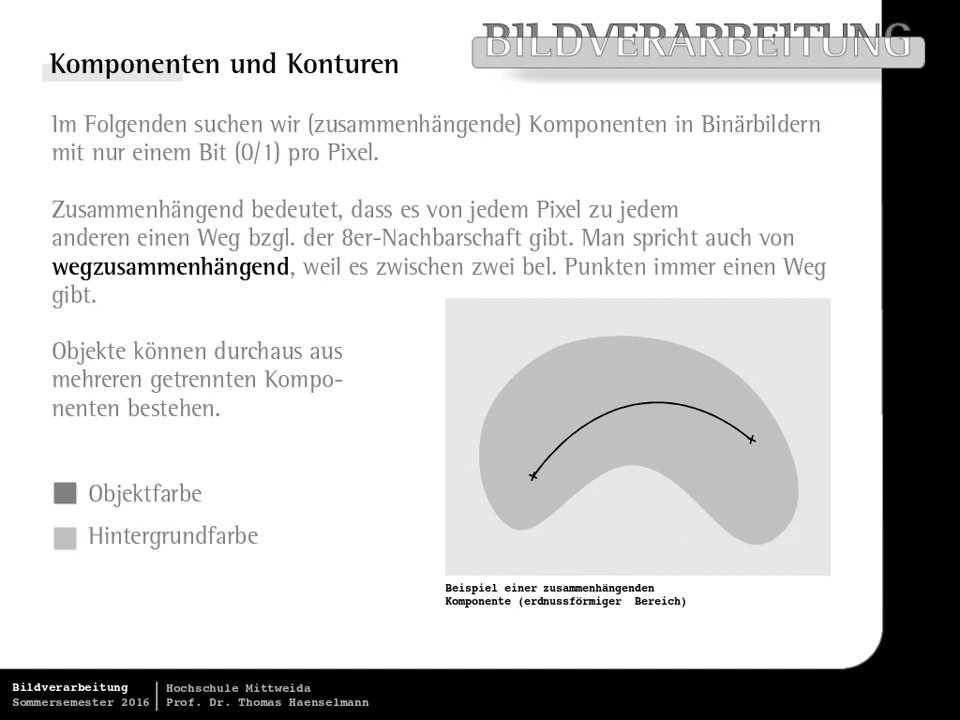 BILDVERARBEITUNG
Komponenten und Konturen
Im Folgenden suchen wir (zusammenhängende) Komponenten in Binärbildern
mit nur einem Bit (0/1) pro Pixel.
Zusammenhängend bedeutet, dass es von jedem Pixel zu jedem
anderen einen Weg bzgl. der 8er-Nachbarschaft gibt. Man spricht auch von
wegzusammenhängend, weil es zwischen zwei bel. Punkten immer einen Weg
gibt.
Objekte können durchaus aus
mehreren getrennten Kompo-
nenten bestehen.
Objektfarbe
Hintergrundfarbe
Beispiel einer zusammenhängenden
Komponente (erdnussförmiger Bereich)
Bildverarbeitung
Sommersemester 2016
Hochschule Mittweida
Prof. Dr. Thomas Haenselmann